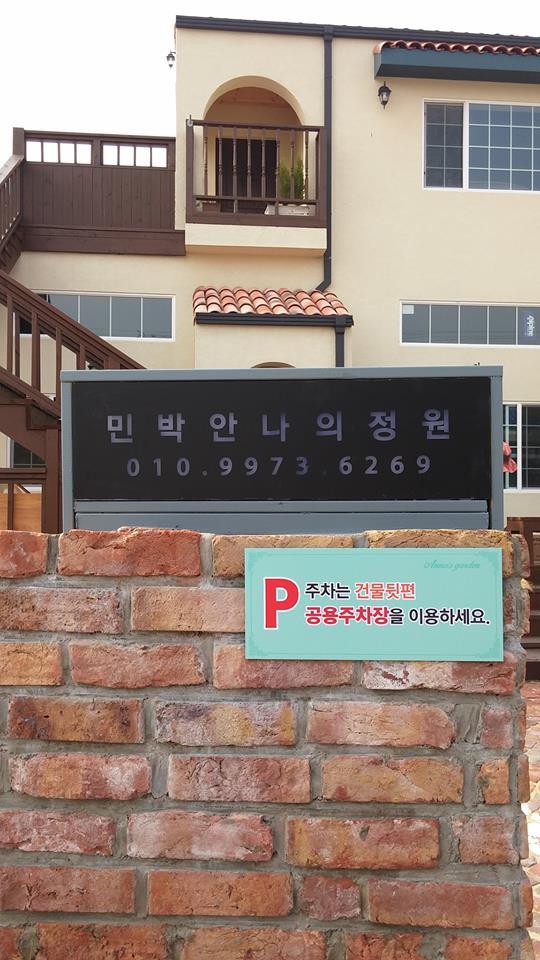 민박안나의정원
010.9973.6269
Anna's garden
P 주차는 건물뒷편
공용주차장을 이용하세요.